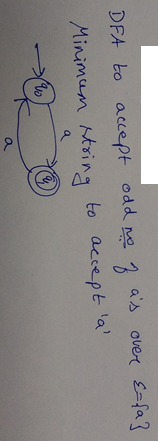 DFA to accept odd no of a's over Σ={a}
Minimum string to accept 'a'
q0
a
q1
a